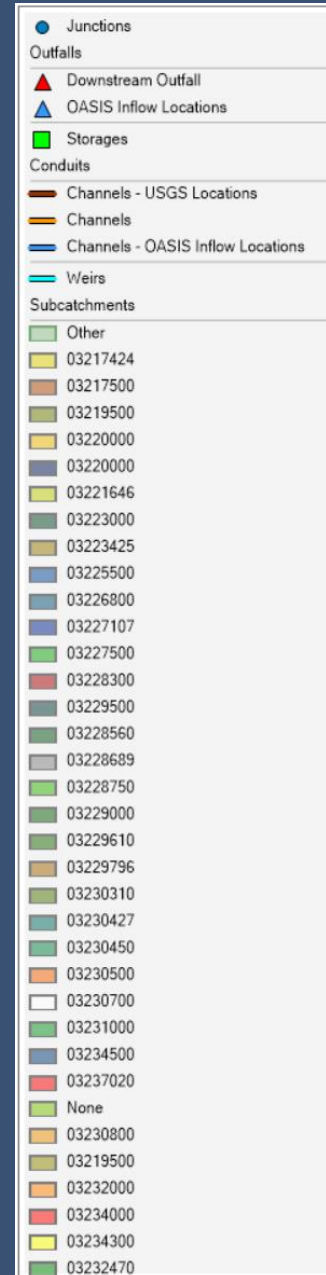 Junctions
Outfalls
Downstream Outfall
OASIS Inflow Locations
Storages
Conduits
Channels - USGS Locations
Channels
Channels - OASIS Inflow Locations
Weirs
Subcatchments
Other
03217424
03217500
03219500
03220000
03220000
03221646
03223000
03223425
03225500
03226800
03227107
03227500
03228300
03229500
03228560
03228689
03228750
03229000
03229610
03229796
03230310
03230427
03230450
03230500
03230700
03231000
03234500
03237020
None
03230800
03219500
03232000
03234000
03234300
03232470